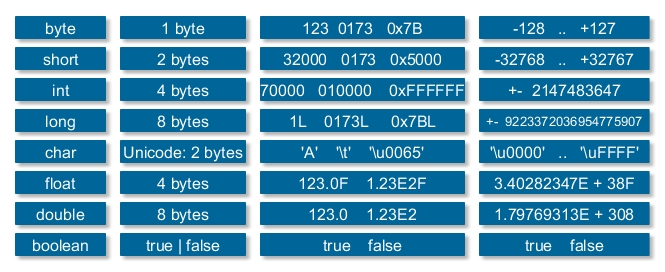 byte 1 byte 123 0173 0x7B -128 .. +127
short 2 bytes 32000 0173 0x5000 -32768 .. +32767
int 4 bytes 70000 010000 0xFFFFFF +- 2147483647
long 8 bytes 1L 0173L 0x7BL +- 9223372036954775907
char Unicode: 2 bytes 'A' '\t' '\u0065' '\u0000' .. '\uFFFF'
float 4 bytes 123.0F 1.23E2F 3.40282347E + 38F
double 8 bytes 123.0 1.23E2 1.79769313E + 308
boolean true | false true false true false